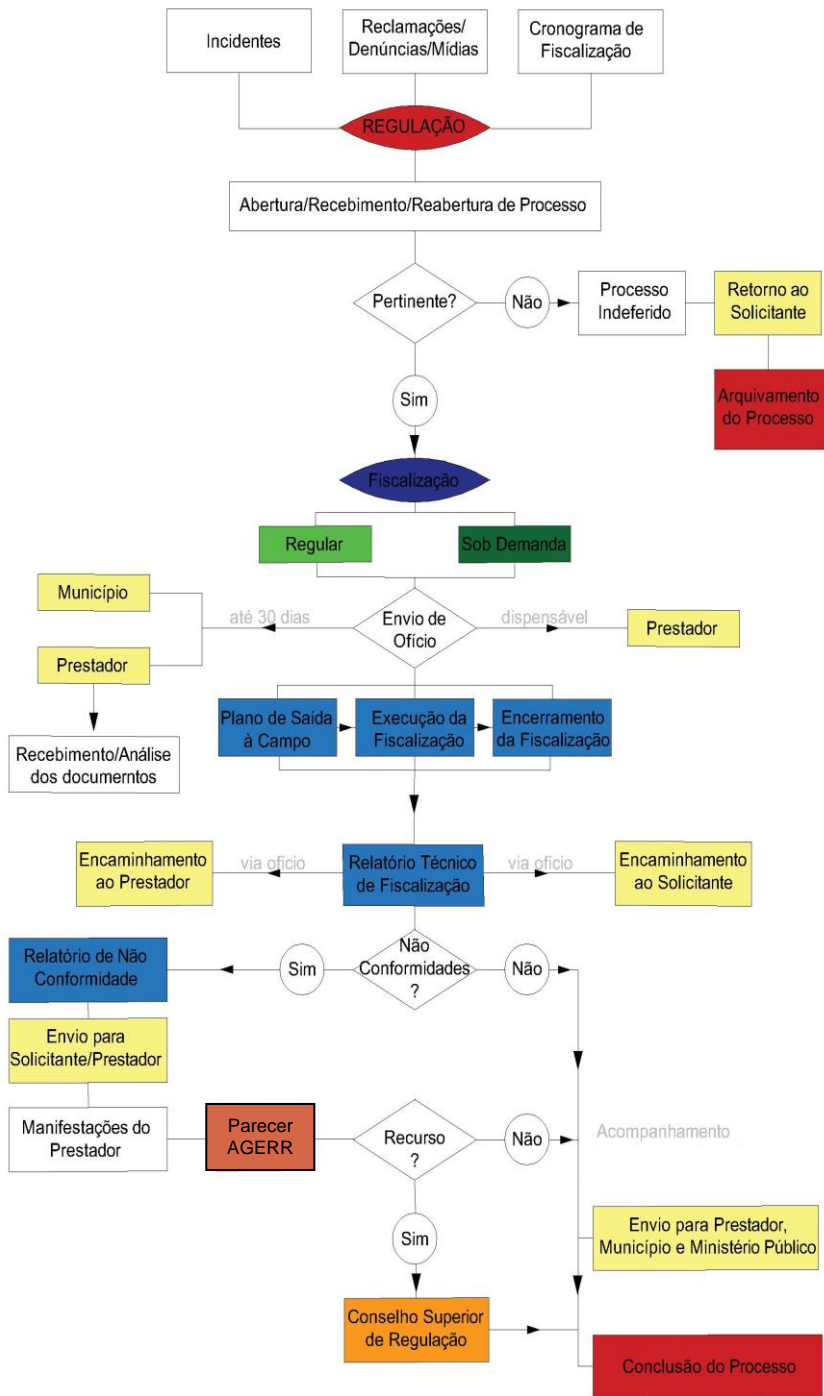 Incidentes
Reclamações/
Denúncias/Mídias
Cronograma de
Fiscalização
REGULAÇÃO
Abertura/Recebimento/Reabertura de Processo
Pertinente?
Não
Processo
Indeferido
Retorno ao
Solicitante
Sim
Arquivamento
do Processo
Fiscalização
Regular
Sob Demanda
Município
até 30 dias
Envio de
Ofício
dispensável
Prestador
Prestador
Plano de Saída
à Campo
Execução da
Fiscalização
Encerramento
da Fiscalização
Recebimento/Análise
dos documerntos
Encaminhamento
ao Prestador
via ofício
Relatório Técnico
de Fiscalização
via ofício
Encaminhamento
ao Solicitante
Relatório de Não
Conformidade
Sim
Não
Conformidades
?
Não
Envio para
Solicitante/Prestador
Manifestações do
Prestador
Parecer
AGERR
Recurso
?
Não
Acompanhamento
Sim
Envio para Prestador,
Município e Ministério Público
Conselho Superior
de Regulação
Conclusão do Processo